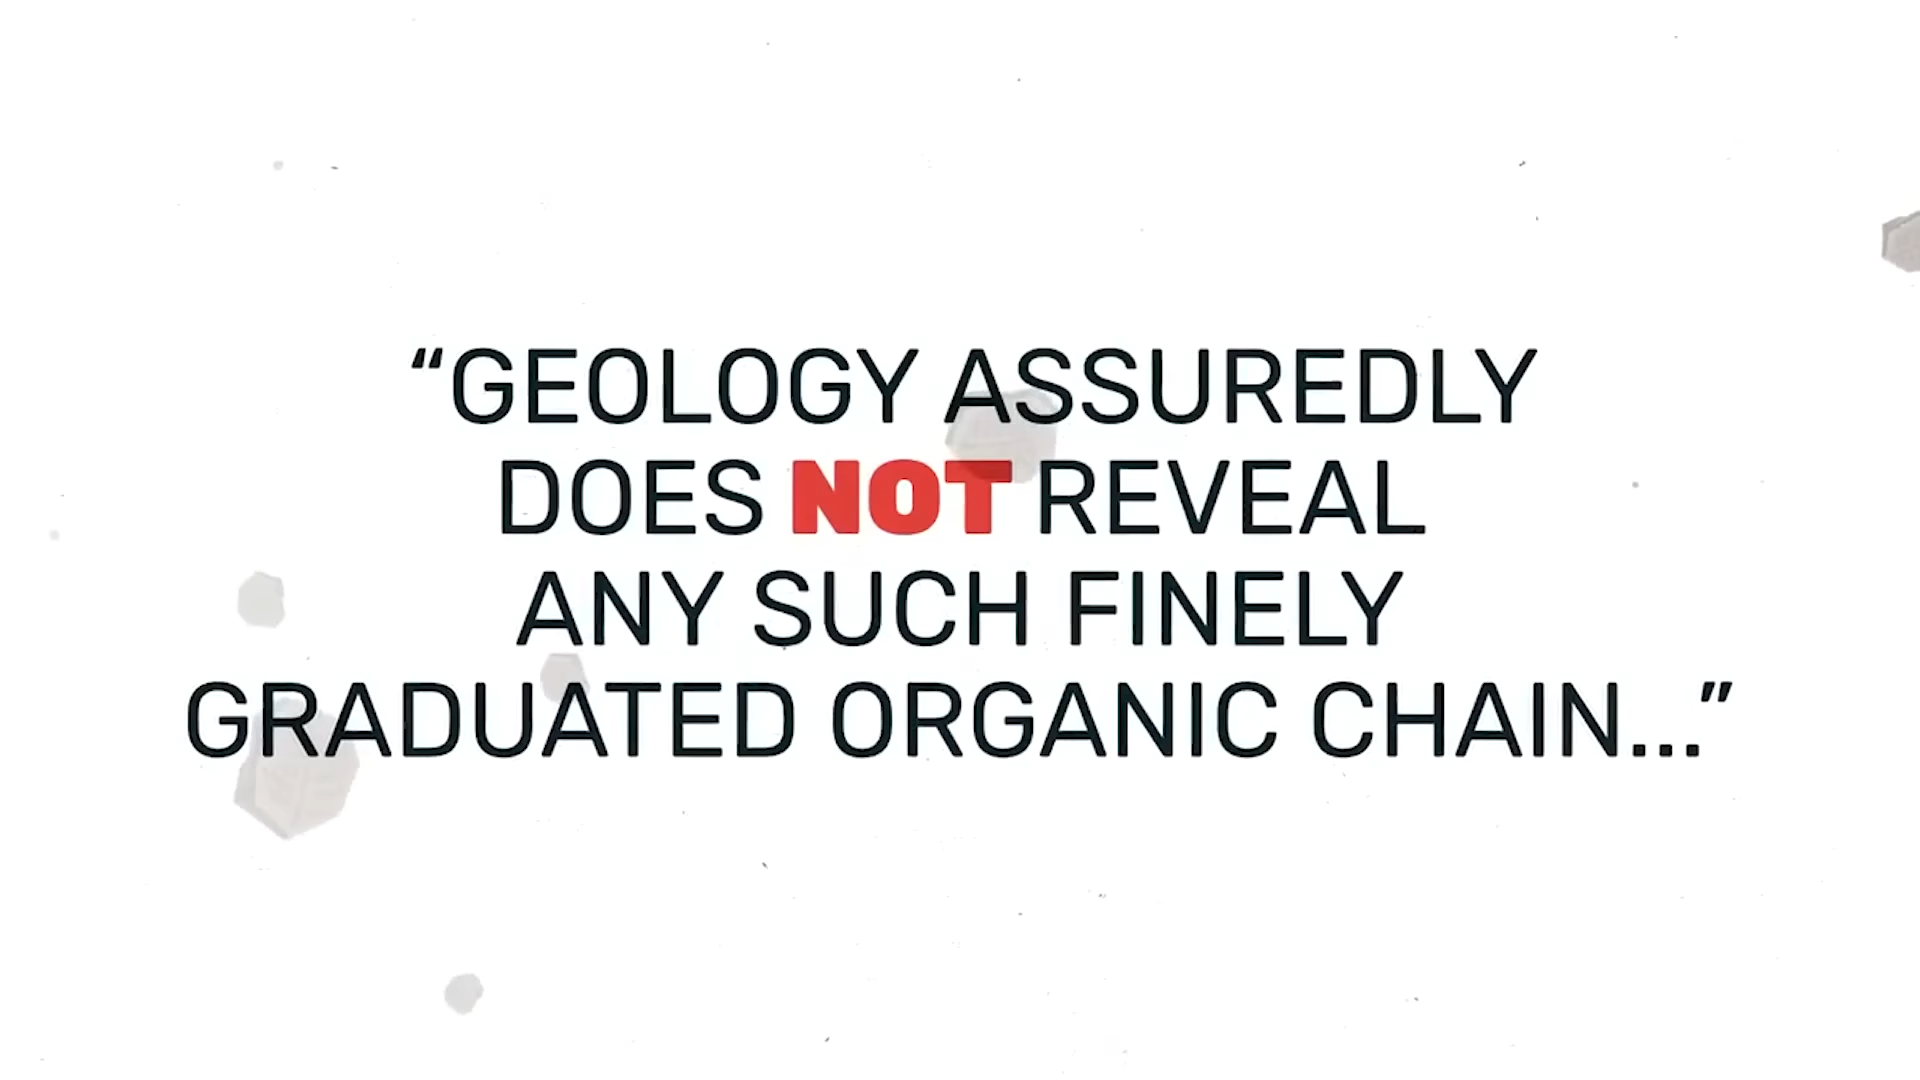 “GEOLOGY ASSUREDLY
DOES NOT REVEAL
ANY SUCH FINELY
GRADUATED ORGANIC CHAIN...”